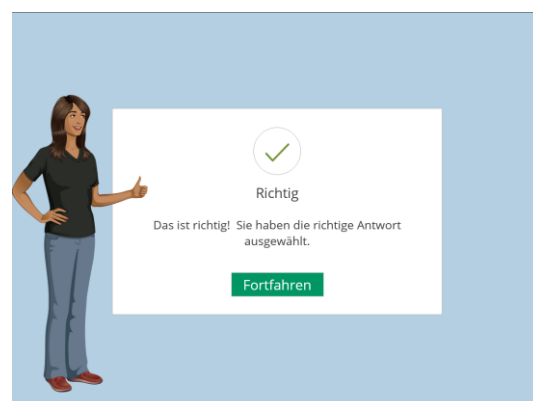 Richtig
Das ist richtig!  Sie haben die richtige Antwort
ausgewählt.
Fortfahren